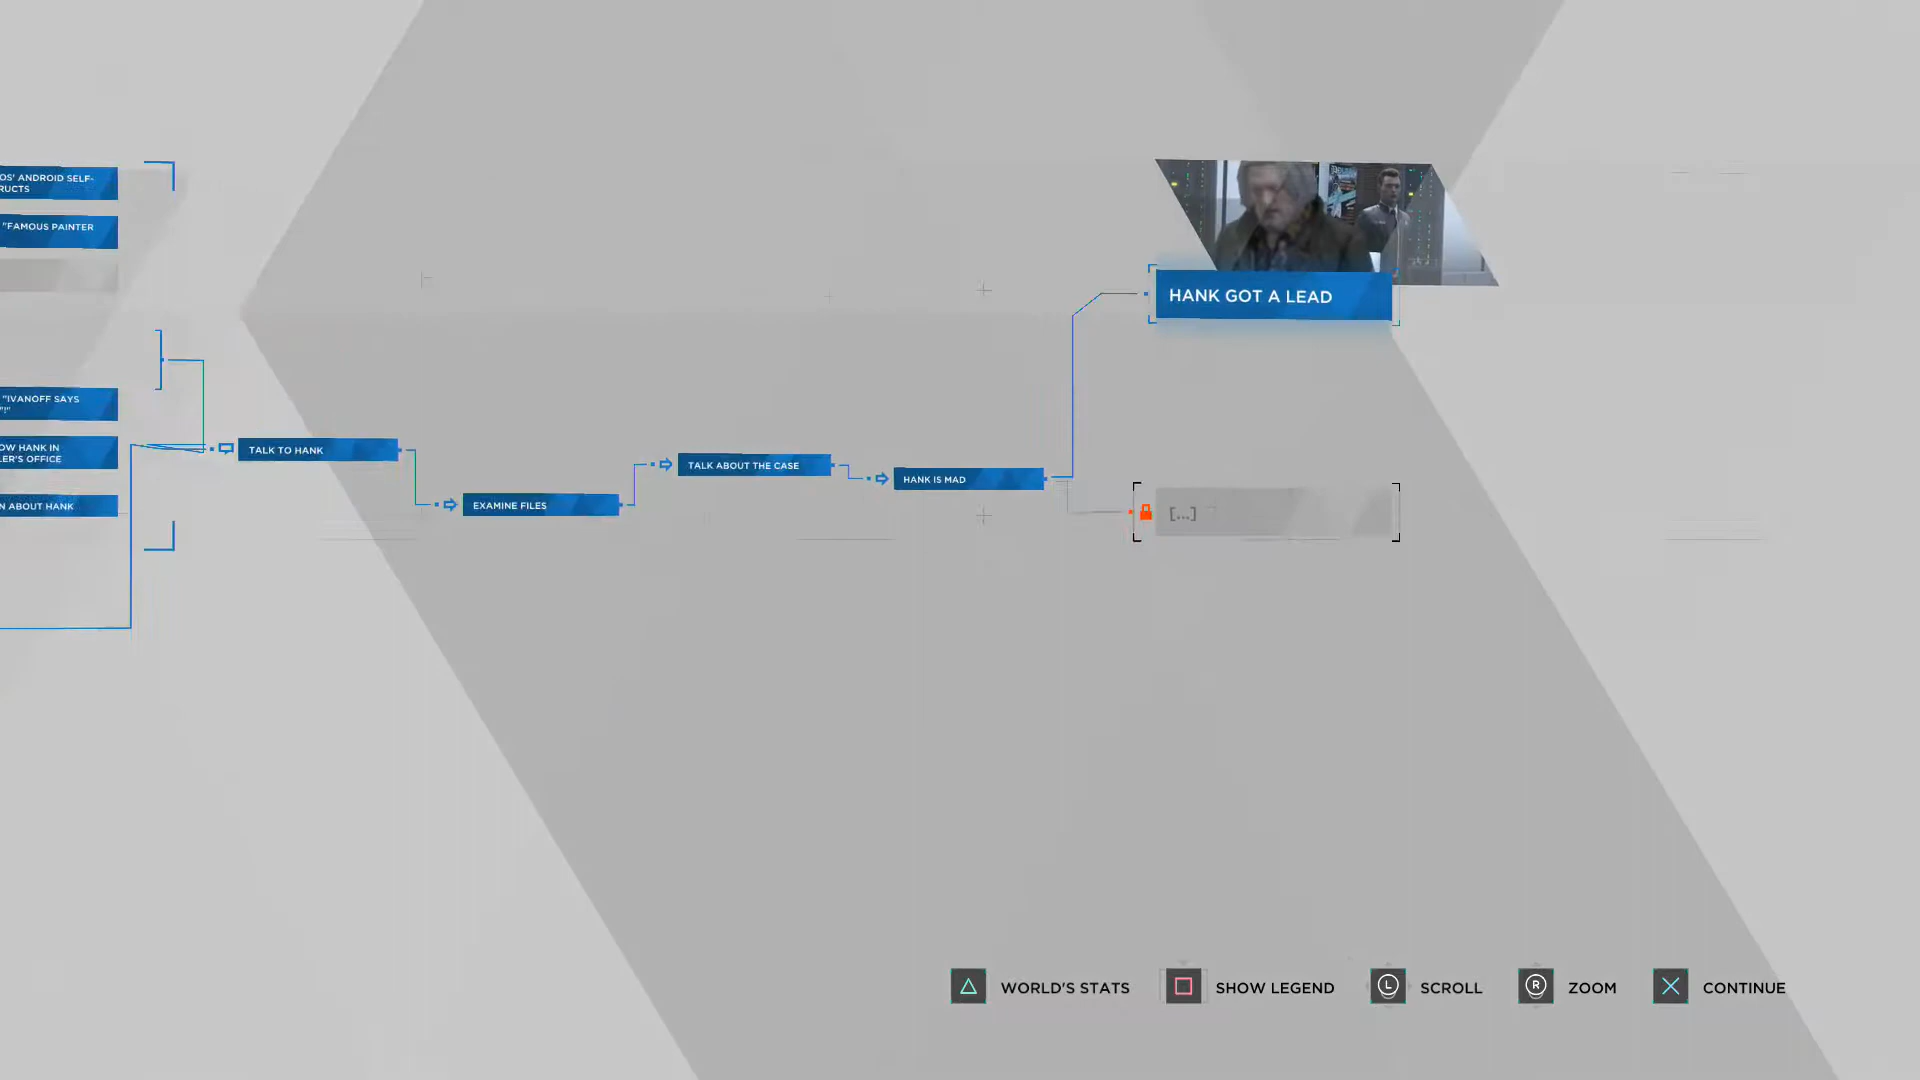 OS' ANDROID SELF-
RUCTS
"FAMOUS PAINTER
"IVANOFF SAYS
"!"
OW HANK IN
LER'S OFFICE
N ABOUT HANK
TALK TO HANK
EXAMINE FILES
TALK ABOUT THE CASE
HANK IS MAD
HANK GOT A LEAD
[...]
WORLD'S STATS
SHOW LEGEND
L
SCROLL
R
ZOOM
CONTINUE